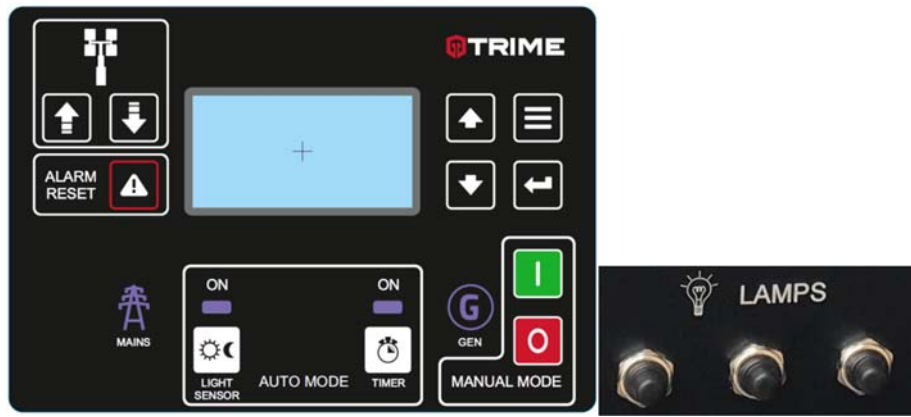 TRIME
ALARM
RESET
MAINS
ON
ON
G
GEN
I
O
LIGHT
SENSOR
AUTO MODE
TIMER
MANUAL MODE
LAMPS